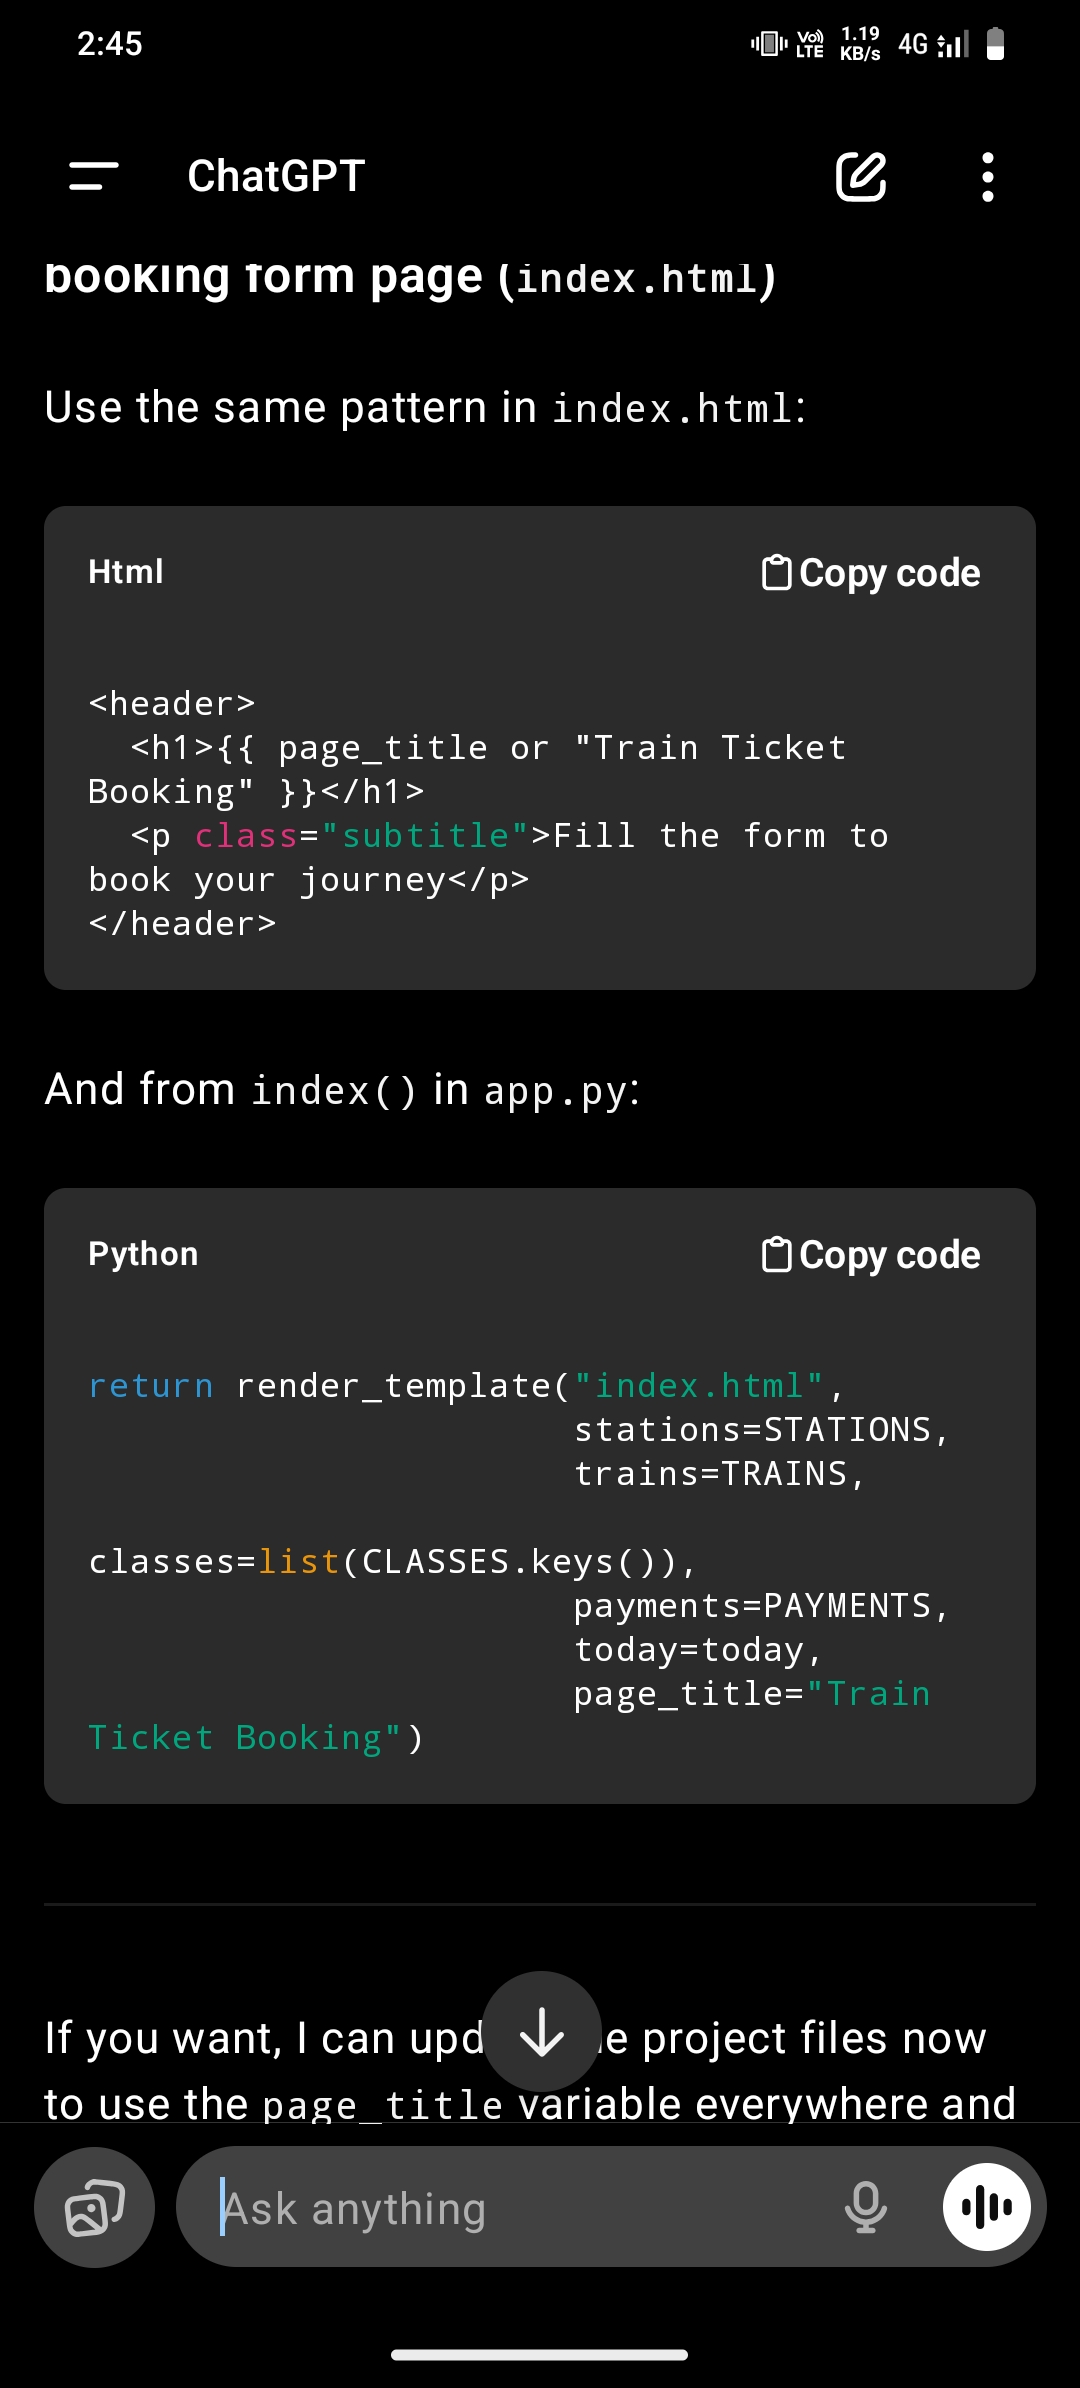 2:45
Vo)) LTE
1.19 KB/s
4G
ChatGPT
booking form page (index.html)
Use the same pattern in index.html:
Html
Copy code
<header>
  <h1>{{ page_title or "Train Ticket
Booking" }}</h1>
  <p class="subtitle">Fill the form to
book your journey</p>
</header>
And from index() in app.py:
Python
Copy code
return render_template("index.html",
                       stations=STATIONS,
                       trains=TRAINS,
classes=list(CLASSES.keys()),
                       payments=PAYMENTS,
                       today=today,
                       page_title="Train
Ticket Booking")
If you want, I can project files now
to use the page_title variable everywhere and
Ask anything